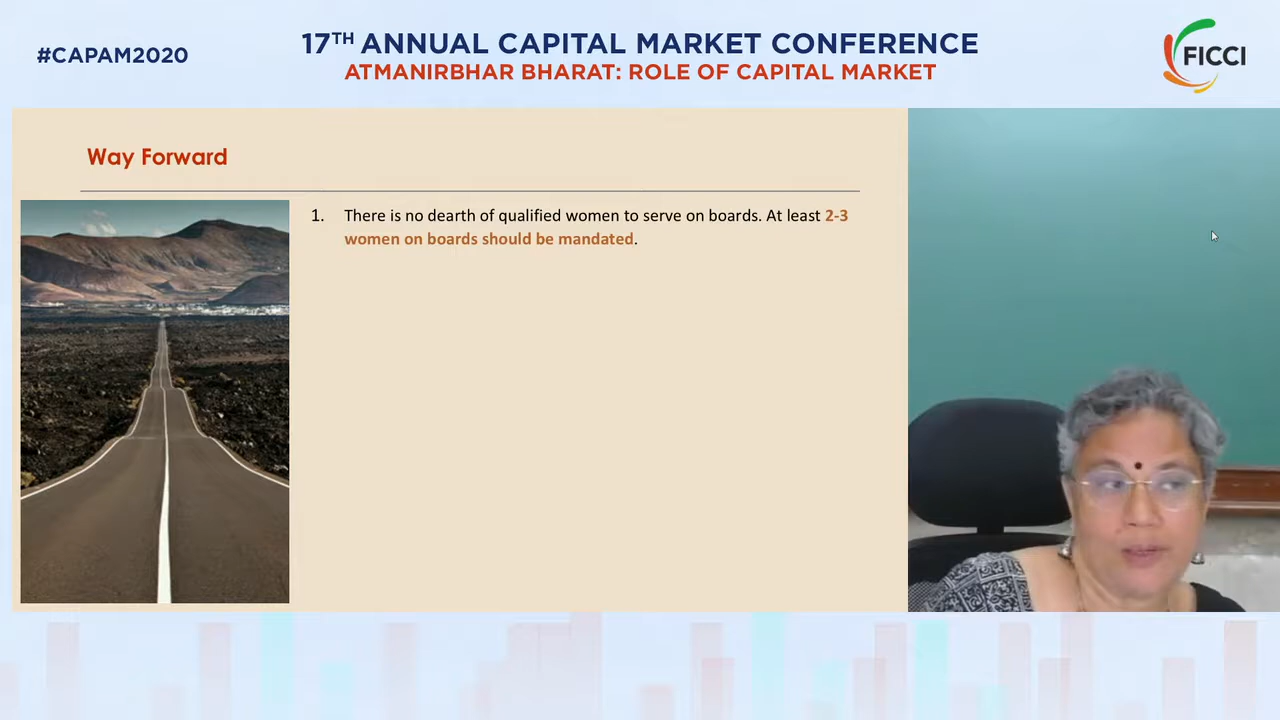 #CAPAM2020
17TH ANNUAL CAPITAL MARKET CONFERENCE
ATMANIRBHAR BHARAT: ROLE OF CAPITAL MARKET
FICCI
Way Forward
1. There is no dearth of qualified women to serve on boards. At least 2-3
women on boards should be mandated.